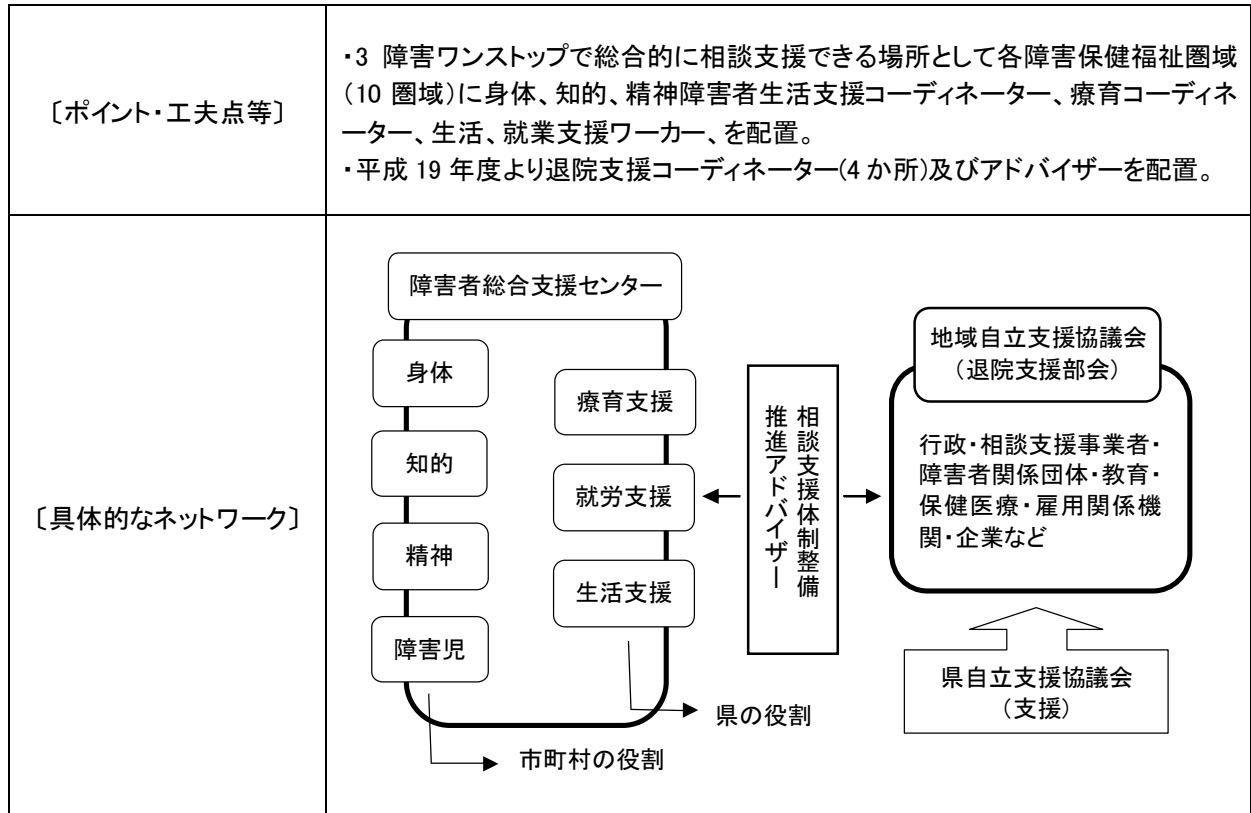 〔ポイント・工夫点等〕
・3 障害ワンストップで総合的に相談支援できる場所として各障害保健福祉圏域
（10 圏域）に身体、知的、精神障害者生活支援コーディネーター、療育コーディネ
ーター、生活、就業支援ワーカー、を配置。
・平成 19 年度より退院支援コーディネーター(4 か所)及びアドバイザーを配置。
〔具体的なネットワーク〕
障害者総合支援センター
身体
知的
精神
障害児
療育支援
就労支援
生活支援
県の役割
市町村の役割
相談支援体制整備
推進アドバイザー
地域自立支援協議会
（退院支援部会）
行政・相談支援事業者・
障害者関係団体・教育・
保健医療・雇用関係機
関・企業など
県自立支援協議会
（支援）